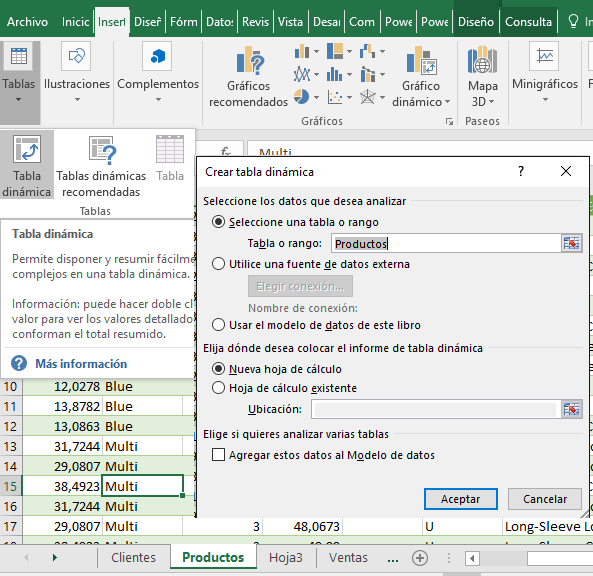 Archivo Inicic Insert Diseñ Fórm Datos Revis Vista Desar Com Powe Powe Diseño Consulta
Tablas
Ilustraciones
Complementos
Gráficos recomendados
Gráfico dinámico
Mapa 3D
Minigráficos
Gráficos
Paseos
Tabla dinámica
Tablas dinámicas recomendadas
Tabla
Tablas
Tabla dinámica
Permite disponer y resumir fácilme
complejos en una tabla dinámica.
Información: puede hacer doble cl
valor para ver los valores detallado
conforman el total resumido.
? Más información
Multi
Crear tabla dinámica ?
Seleccione los datos que desea analizar
Seleccione una tabla o rango
Tabla o rango: Productos
Utilice una fuente de datos externa
Elegir conexión...
Nombre de conexión:
Usar el modelo de datos de este libro
Elija dónde desea colocar el informe de tabla dinámica
Nueva hoja de cálculo
Hoja de cálculo existente
Ubicación:
Elige si quieres analizar varias tablas
Agregar estos datos al Modelo de datos
Aceptar Cancelar
10 12,0278 Blue
11 13,8782 Blue
12 13,0863 Blue
13 31,7244 Multi
14 29,0807 Multi
15 38,4923 Multi
16 31,7244 Multi
17 29,0807 Multi 3 48,0673 U Long-Sleeve Lo
Clientes Productos Hoja3 Ventas ...